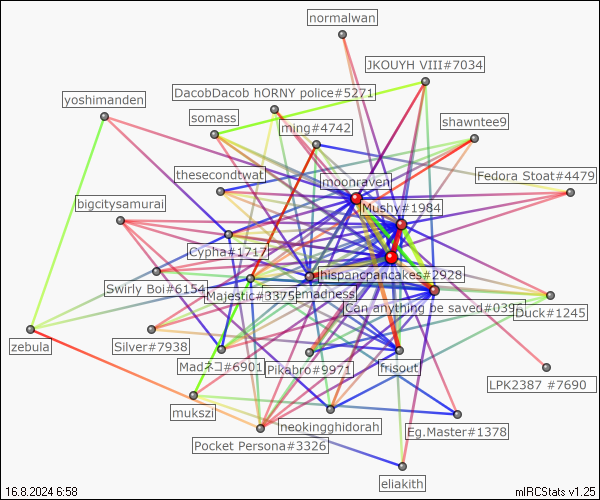 normalwan
JKOUYH VIII#7034
DacobDacob hORNY police#5271
yoshimanden
somass
ming#4742
shawntee9
thesecondtwat
moonraven
Fedora Stoat#4479
bigcitysamurai
Mushy#1984
Cypha#1717
hispancpancakes#2928
Swirly Boi#6154
Majestic#3375
emadness
Can anything be saved#039
Duck#1245
zebula
Silver#7938
Madネコ#6901
Pikabro#9971
frisout
LPK2387 #7690
mukszi
neokingghidorah
Eg.Master#1378
Pocket Persona#3326
eliakith
16.8.2024 6:58
mIRCStats v1.25